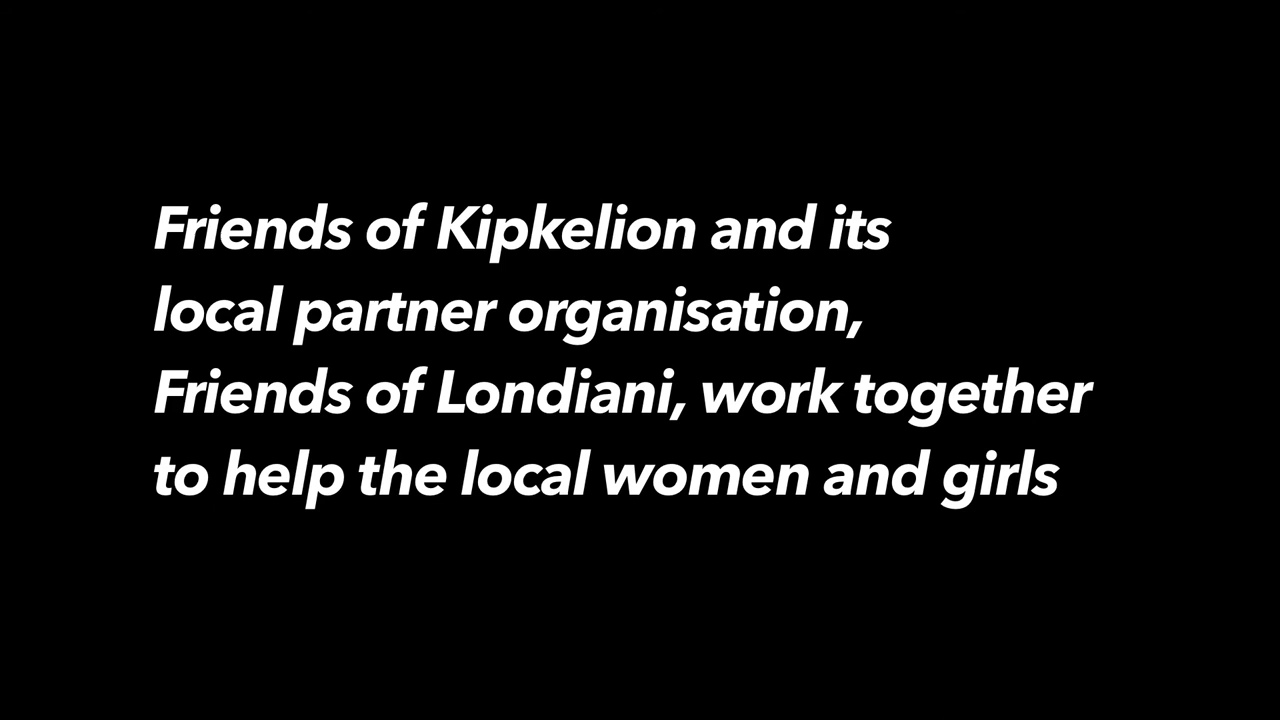 Friends of Kipkelion and its
local partner organisation,
Friends of Londiani, work together
to help the local women and girls